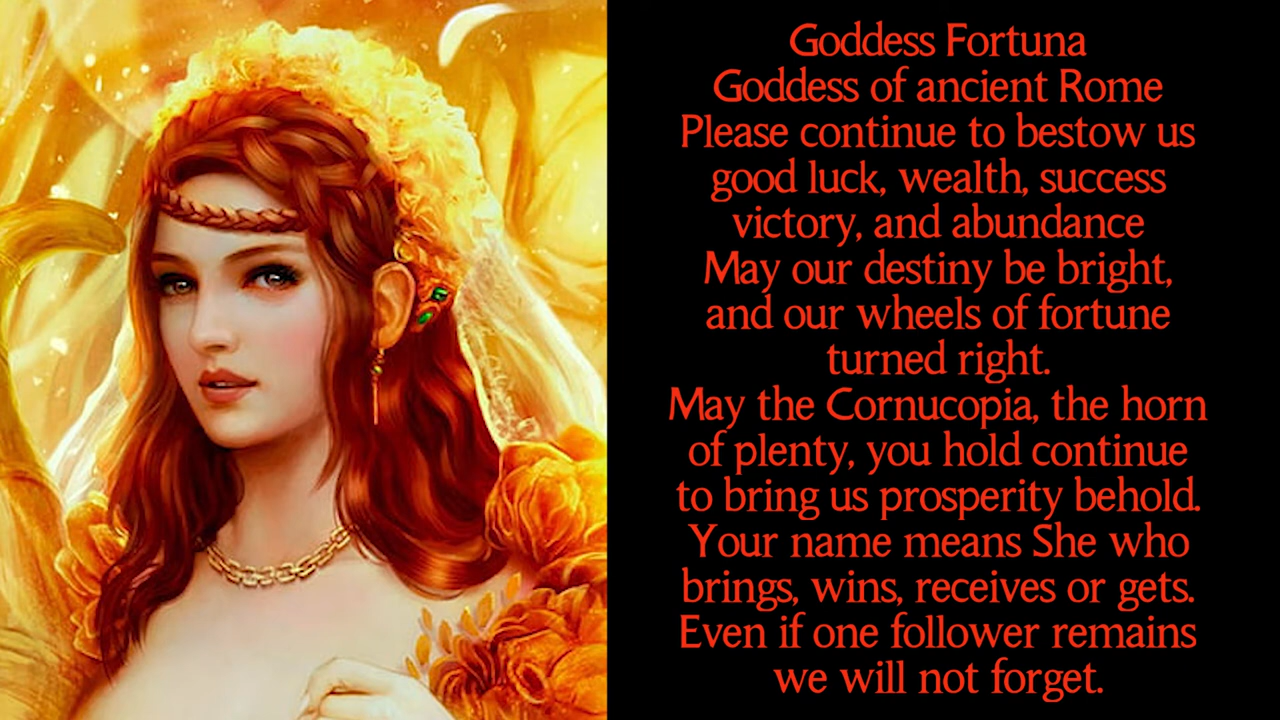 Goddess Fortuna
Goddess of ancient Rome
Please continue to bestow us
good luck, wealth, success
victory, and abundance
May our destiny be bright,
and our wheels of fortune
turned right.
May the Cornucopia, the horn
of plenty, you hold continue
to bring us prosperity behold.
Your name means She who
brings, wins, receives or gets.
Even if one follower remains
we will not forget.